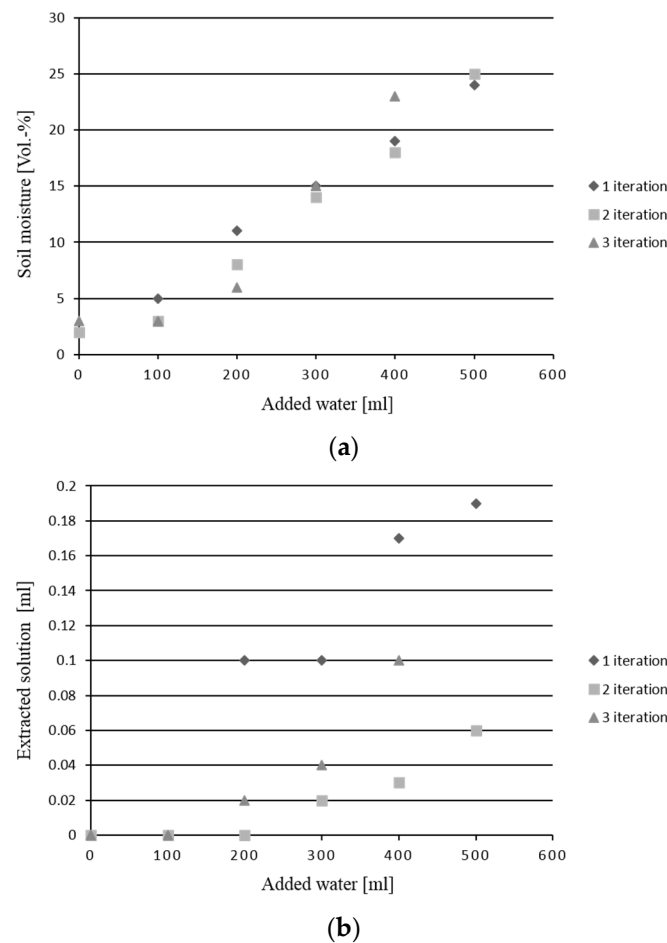 30
25
20
15
10
5
0
Soil moisture [Vol.-%]
0 100 200 300 400 500 600
Added water [ml]
1 iteration
2 iteration
3 iteration
(a)
0.2
0.18
0.16
0.14
0.12
0.1
0.08
0.06
0.04
0.02
0
Extracted solution [ml]
0 100 200 300 400 500 600
Added water [ml]
1 iteration
2 iteration
3 iteration
(b)